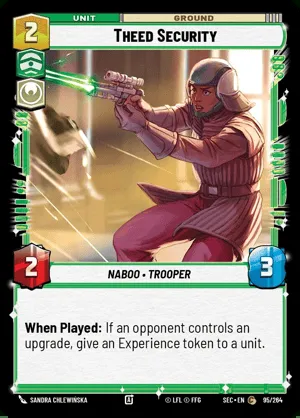 UNIT
GROUND
2
THEED SECURITY
2
NABOO • TROOPER
3
When Played: If an opponent controls an
upgrade, give an Experience token to a unit.
SANDRA CHLEWIŃSKA
© LFL © FFG
SEC • EN
C
95/264